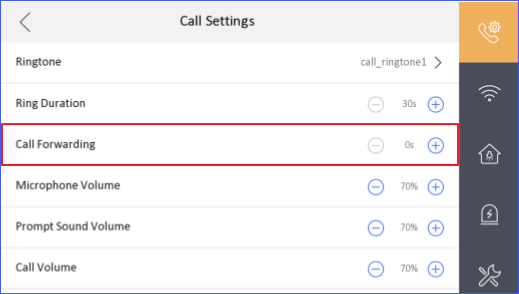 Call Settings
Ringtone call_ringtone1
Ring Duration 30s
Call Forwarding 0s
Microphone Volume 70%
Prompt Sound Volume 70%
Call Volume 70%